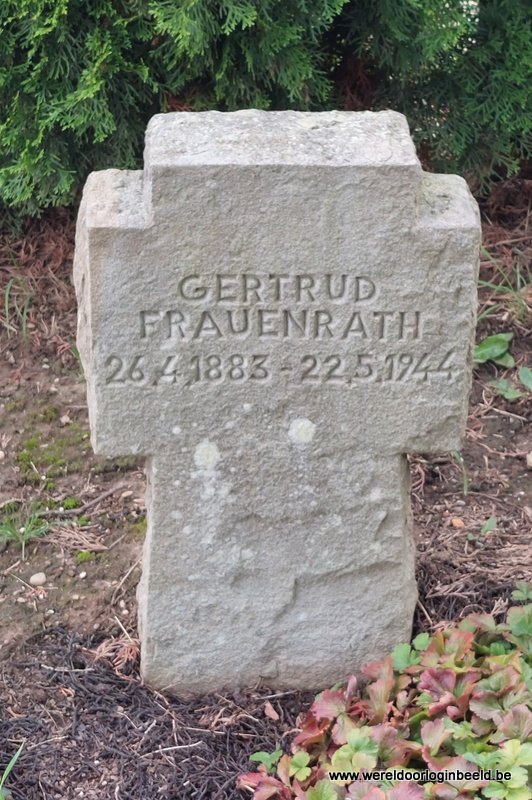 GERTRUD
FRAUENRATH
26.4.1883 - 22.5.1944
www.wereldoorloginbeeld.be